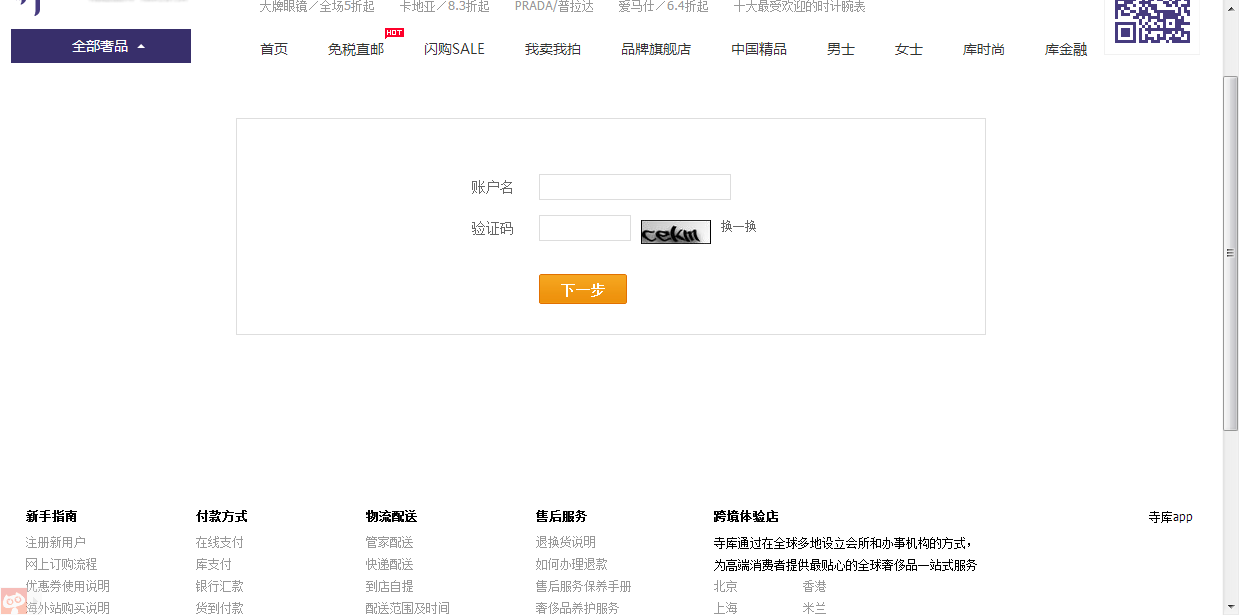 大牌眼镜／全场5折起 卡地亚／8.3折起 PRADA/普拉达 爱马仕／6.4折起 十大最受欢迎的时计腕表
全部奢品
首页 免税直邮 HOT 闪购SALE 我卖我拍 品牌旗舰店 中国精品 男士 女士 库时尚 库金融
账户名
验证码 cekm 换一换
下一步
新手指南 付款方式 物流配送 售后服务 跨境体验店 寺库app
注册新用户 在线支付 管家配送 退换货说明 寺库通过在全球多地设立会所和办事机构的方式，
网上订购流程 库支付 快递配送 如何办理退款 为高端消费者提供最贴心的全球奢侈品一站式服务
优惠券使用说明 银行汇款 到店自提 售后服务保养手册 北京 香港
海外站购买说明 货到付款 配送范围及时间 奢侈品养护服务 上海 米兰